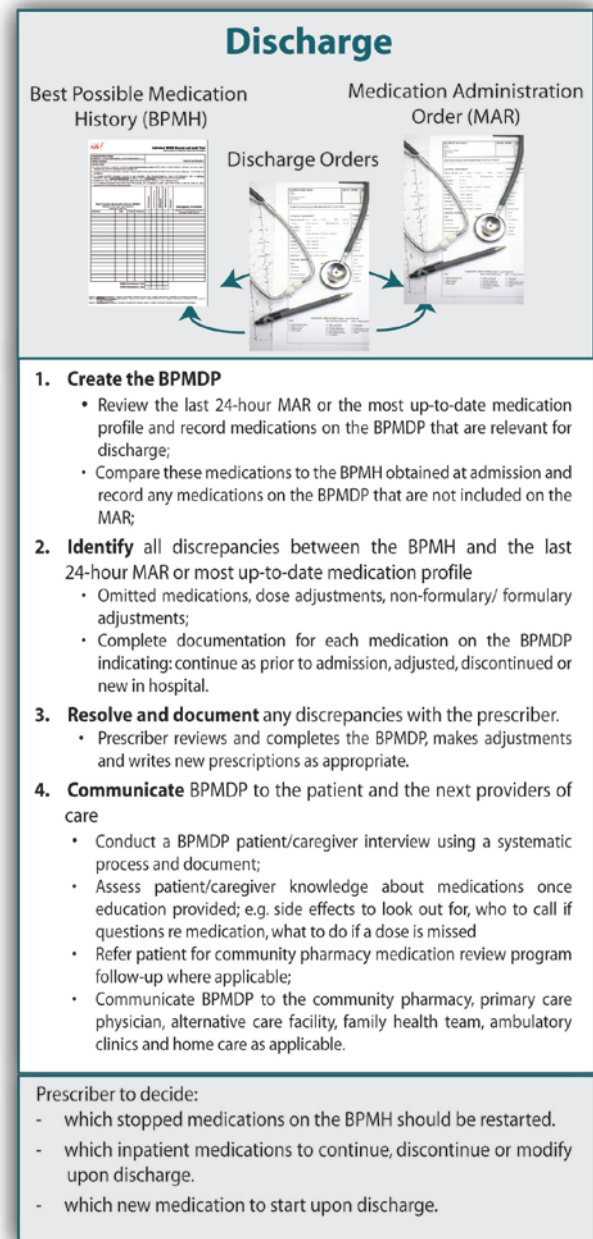 Discharge
Best Possible Medication
History (BPMH)
Medication Administration
Order (MAR)
Discharge Orders
1. Create the BPMDP
• Review the last 24-hour MAR or the most up-to-date medication
profile and record medications on the BPMDP that are relevant for
discharge;
• Compare these medications to the BPMH obtained at admission and
record any medications on the BPMDP that are not included on the
MAR;
2. Identify all discrepancies between the BPMH and the last
24-hour MAR or most up-to-date medication profile
• Omitted medications, dose adjustments, non-formulary/ formulary
adjustments;
• Complete documentation for each medication on the BPMDP
indicating: continue as prior to admission, adjusted, discontinued or
new in hospital.
3. Resolve and document any discrepancies with the prescriber.
• Prescriber reviews and completes the BPMDP, makes adjustments
and writes new prescriptions as appropriate.
4. Communicate BPMDP to the patient and the next providers of
care
• Conduct a BPMDP patient/caregiver interview using a systematic
process and document;
• Assess patient/caregiver knowledge about medications once
education provided; e.g. side effects to look out for, who to call if
questions re medication, what to do if a dose is missed
• Refer patient for community pharmacy medication review program
follow-up where applicable;
• Communicate BPMDP to the community pharmacy, primary care
physician, alternative care facility, family health team, ambulatory
clinics and home care as applicable.
Prescriber to decide:
- which stopped medications on the BPMH should be restarted.
- which inpatient medications to continue, discontinue or modify
upon discharge.
- which new medication to start upon discharge.